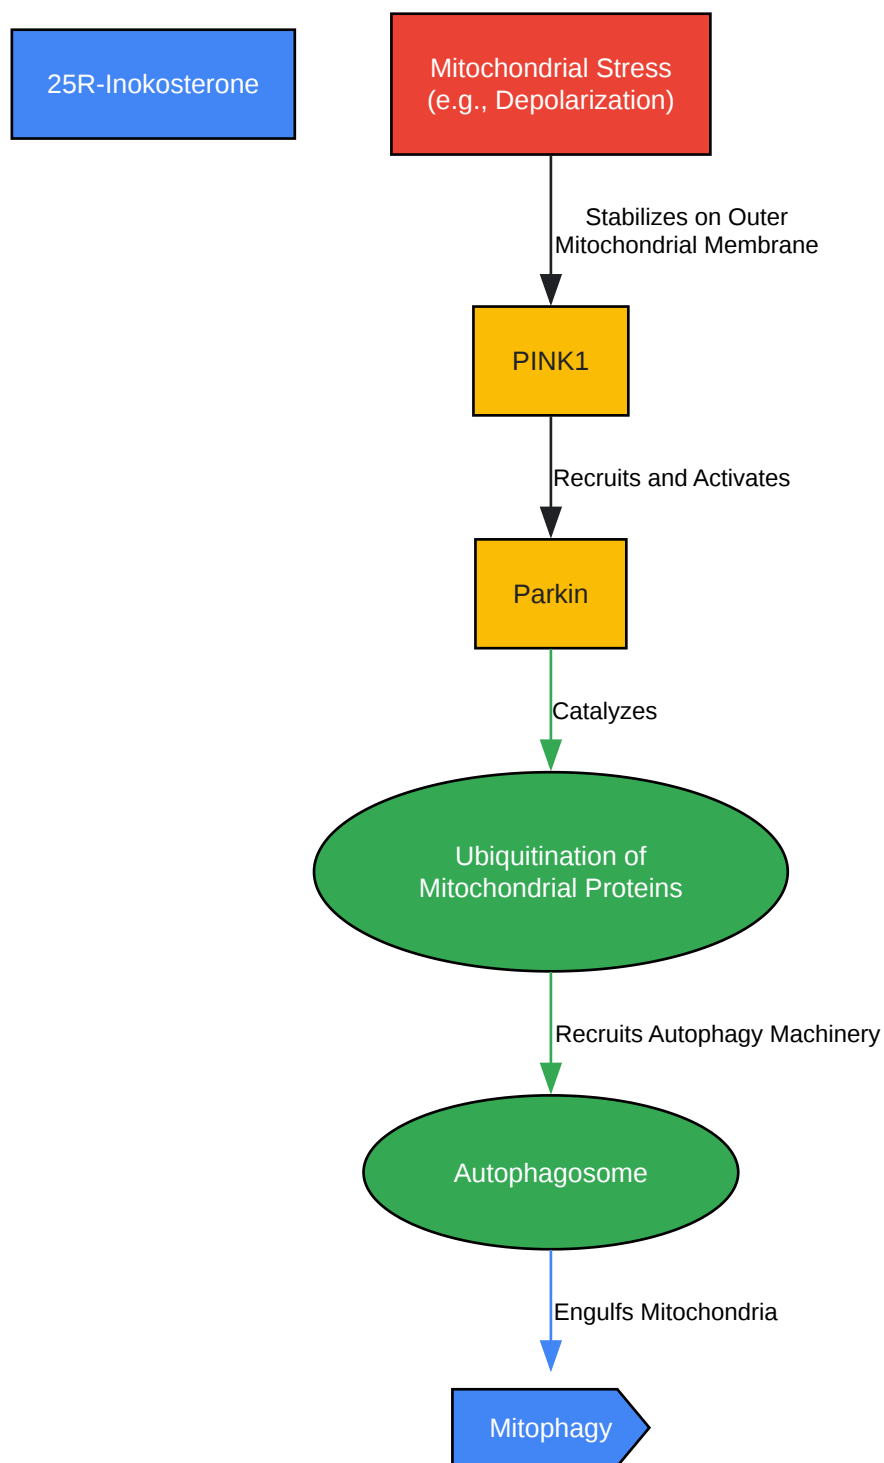 25R-Inokosterone
Mitochondrial Stress
(e.g., Depolarization)
Stabilizes on Outer
Mitochondrial Membrane
PINK1
Recruits and Activates
Parkin
Catalyzes
Ubiquitination of
Mitochondrial Proteins
Recruits Autophagy Machinery
Autophagosome
Engulfs Mitochondria
Mitophagy